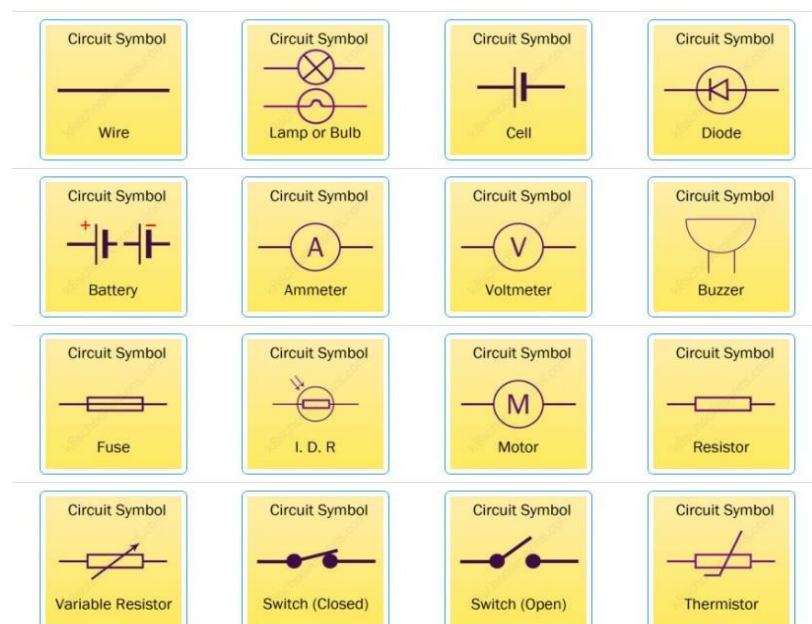 Circuit Symbol
Wire
Circuit Symbol
Lamp or Bulb
Circuit Symbol
Cell
Circuit Symbol
Diode
Circuit Symbol
+ −
Battery
Circuit Symbol
A
Ammeter
Circuit Symbol
V
Voltmeter
Circuit Symbol
Buzzer
Circuit Symbol
Fuse
Circuit Symbol
I. D. R
Circuit Symbol
M
Motor
Circuit Symbol
Resistor
Circuit Symbol
Variable Resistor
Circuit Symbol
Switch (Closed)
Circuit Symbol
Switch (Open)
Circuit Symbol
Thermistor